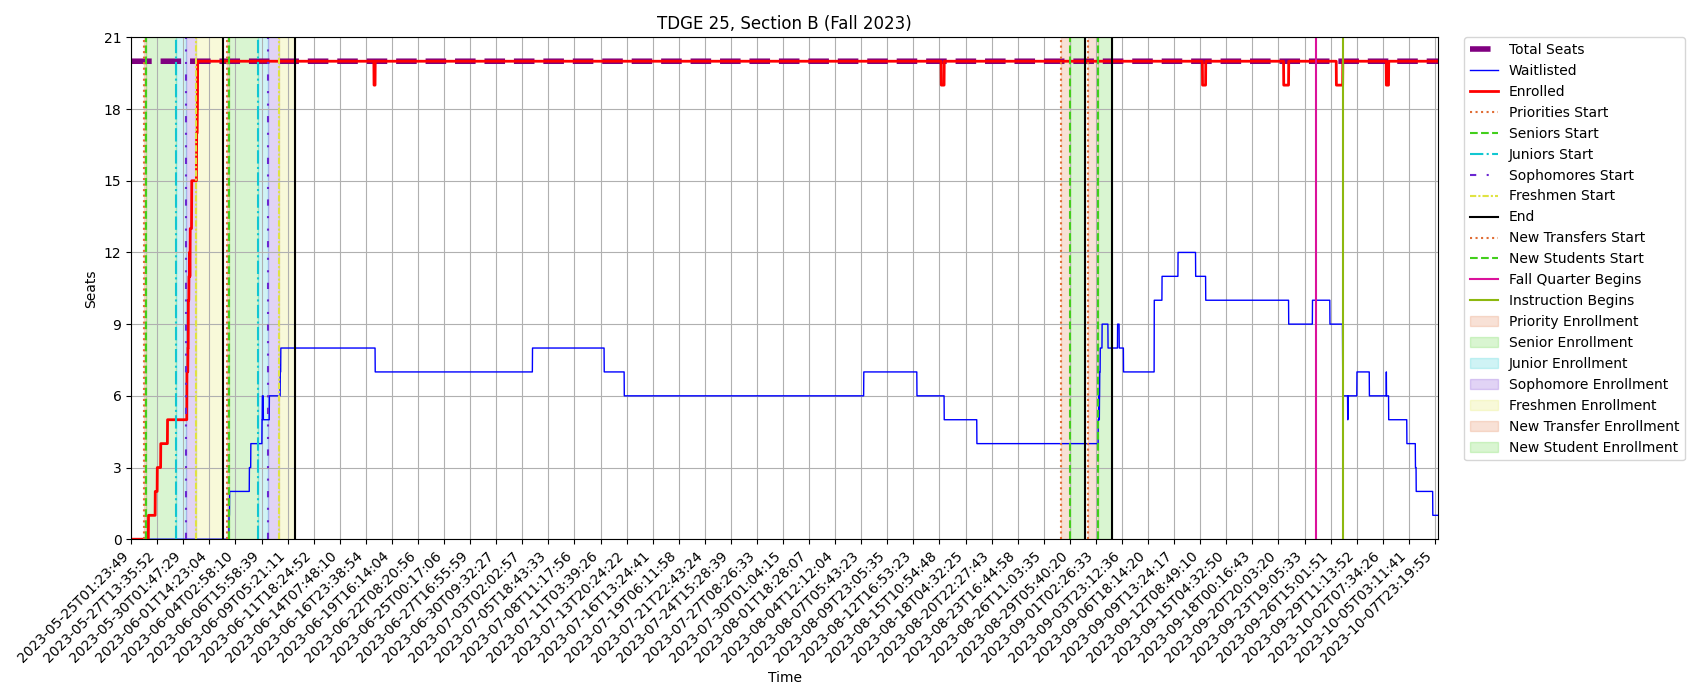 TDGE 25, Section B (Fall 2023)
Seats
21
18
15
12
9
6
3
0
2023-05-25T01:23:49
2023-05-27T13:35:52
2023-05-30T01:47:29
2023-06-01T14:23:04
2023-06-04T02:58:10
2023-06-06T15:58:39
2023-06-09T05:21:11
2023-06-11T18:24:52
2023-06-14T07:48:10
2023-06-16T23:38:54
2023-06-19T16:14:04
2023-06-22T08:20:56
2023-06-25T00:17:06
2023-06-27T16:55:59
2023-06-30T09:32:27
2023-07-03T02:02:57
2023-07-05T18:43:33
2023-07-08T11:17:56
2023-07-11T03:39:26
2023-07-13T20:24:22
2023-07-16T13:24:41
2023-07-19T06:11:58
2023-07-21T22:43:24
2023-07-24T15:28:39
2023-07-27T08:26:33
2023-07-30T01:04:15
2023-08-01T18:28:07
2023-08-04T12:12:04
2023-08-07T05:43:23
2023-08-09T23:05:35
2023-08-12T16:53:23
2023-08-15T10:54:48
2023-08-18T04:32:25
2023-08-20T22:27:43
2023-08-23T16:44:58
2023-08-26T11:03:35
2023-08-29T05:40:20
2023-09-01T02:26:33
2023-09-03T23:12:36
2023-09-06T18:14:20
2023-09-09T13:24:17
2023-09-12T08:49:10
2023-09-15T04:32:50
2023-09-18T00:16:43
2023-09-20T20:03:20
2023-09-23T19:05:33
2023-09-26T15:01:51
2023-09-29T11:13:52
2023-10-02T07:34:26
2023-10-05T03:11:41
2023-10-07T23:19:55
Time
Total Seats
Waitlisted
Enrolled
Priorities Start
Seniors Start
Juniors Start
Sophomores Start
Freshmen Start
End
New Transfers Start
New Students Start
Fall Quarter Begins
Instruction Begins
Priority Enrollment
Senior Enrollment
Junior Enrollment
Sophomore Enrollment
Freshmen Enrollment
New Transfer Enrollment
New Student Enrollment